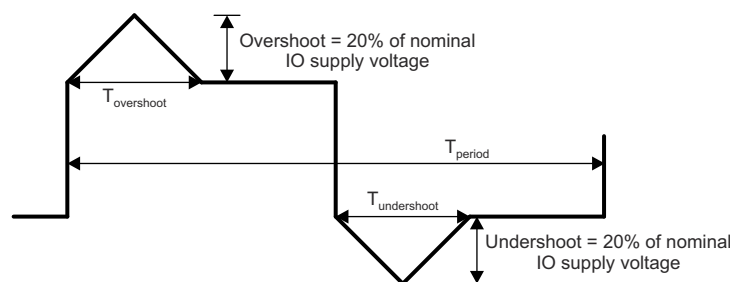 Overshoot = 20% of nominal
IO supply voltage
Tovershoot
Tperiod
Tundershoot
Undershoot = 20% of nominal
IO supply voltage